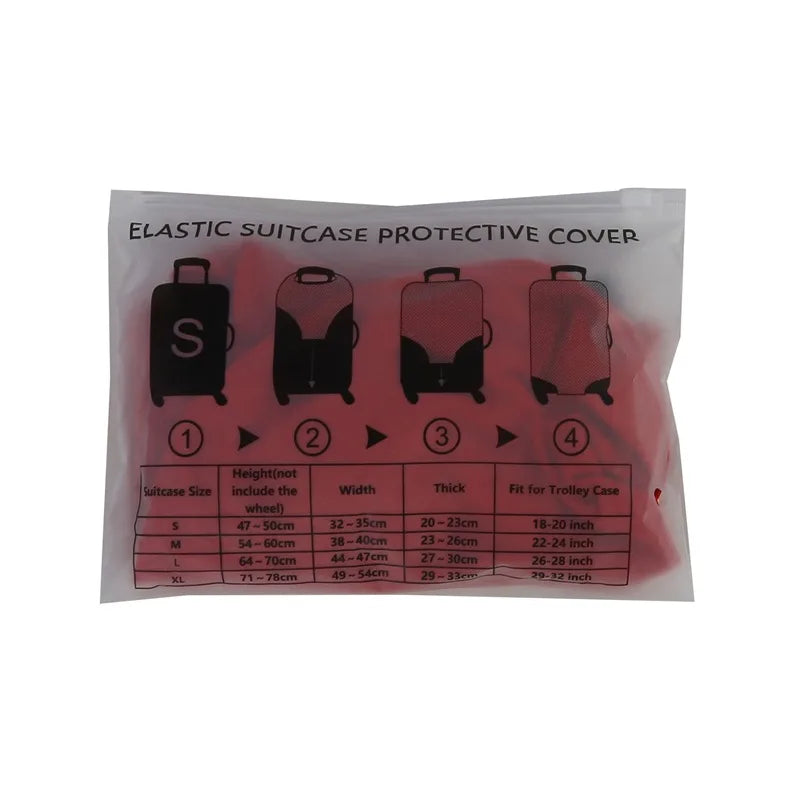 ELASTIC SUITCASE PROTECTIVE COVER
S
1 2 3 4
Suitcase Size Height(not include the wheel) Width Thick Fit for Trolley Case
S 47~50cm 32~35cm 20~23cm 18-20 inch
M 54~60cm 38~40cm 23~26cm 22-24 inch
L 64~70cm 44~47cm 27~30cm 26-28 inch
XL 71~78cm 49~54cm 29~33cm 29-32 inch